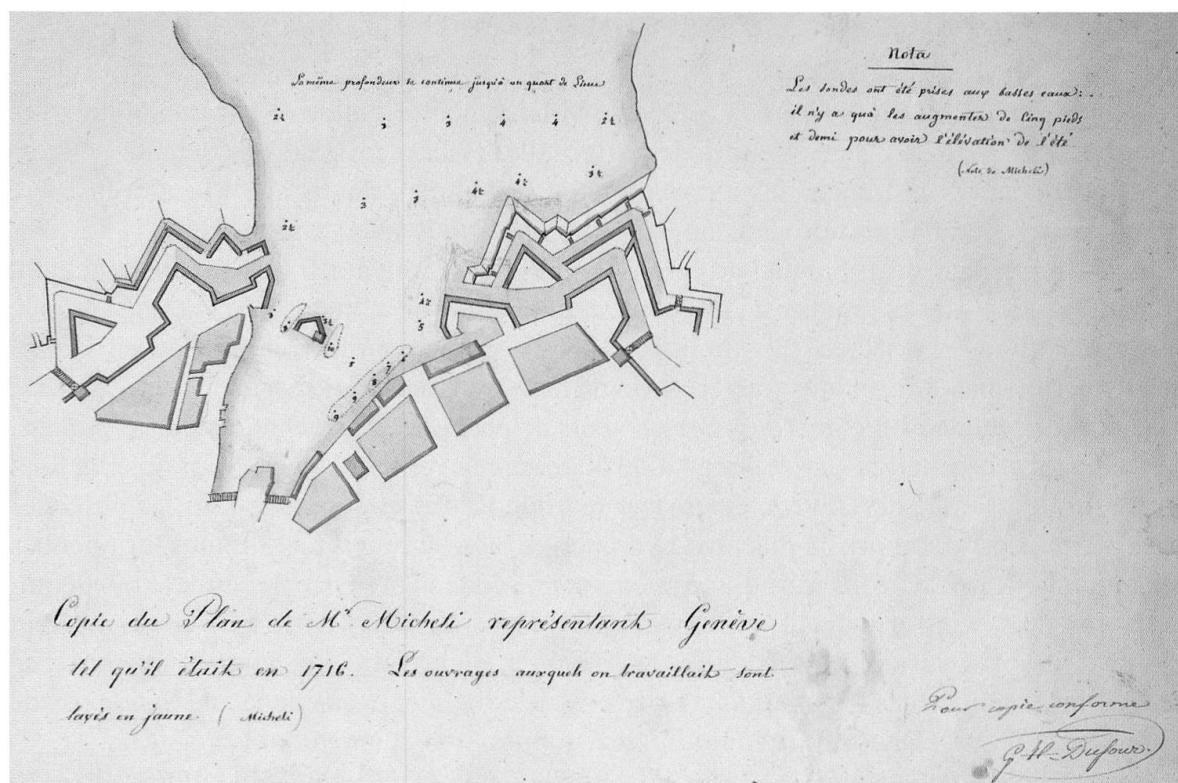 La même profondeur se continue jusqu'à un quart de Lieue
Nota
Les sondes ont été prises aux basses eaux:
il n'y a qu'à les augmenter de Cinq pieds
et demi pour avoir l'élévation de l'été
(Note de Micheli)
Copie du Plan de Mr. Micheli représentant Genève
tel qu'il était en 1716. Les ouvrages auxquels on travaillait sont
lavés en jaune (Micheli)
Pour copie conforme
G. H. Dufour.